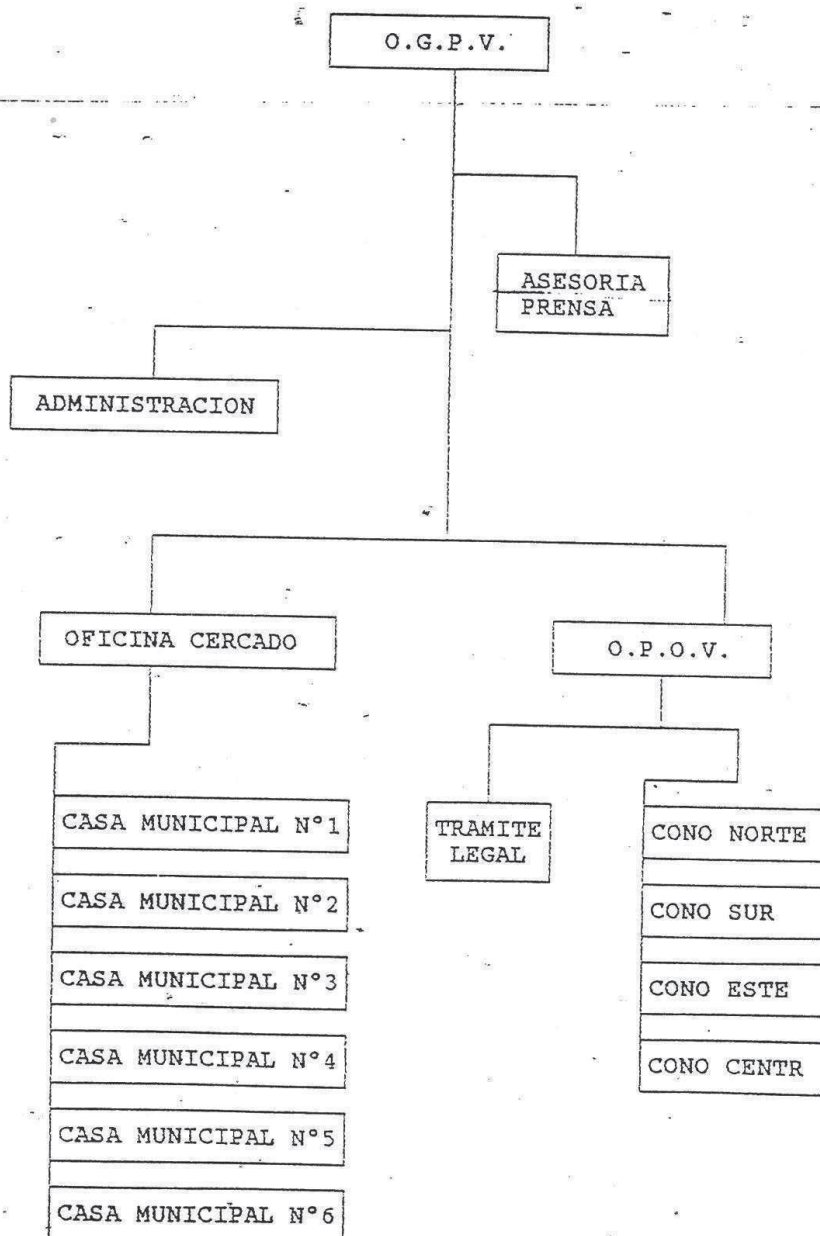 O.G.P.V.
ASESORIA
PRENSA
ADMINISTRACION
OFICINA CERCADO
O.P.O.V.
CASA MUNICIPAL N°1
CASA MUNICIPAL N°2
CASA MUNICIPAL N°3
CASA MUNICIPAL N°4
CASA MUNICIPAL N°5
CASA MUNICIPAL N°6
TRAMITE
LEGAL
CONO NORTE
CONO SUR
CONO ESTE
CONO CENTR